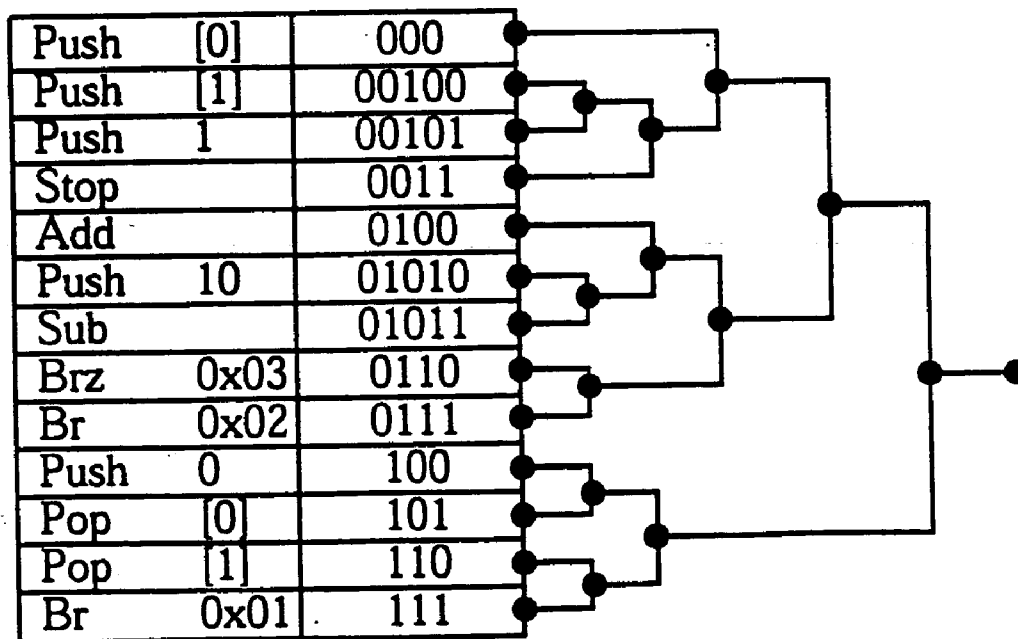 Push [0] 000
Push [1] 00100
Push 1 00101
Stop 0011
Add 0100
Push 10 01010
Sub 01011
Brz 0x03 0110
Br 0x02 0111
Push 0 100
Pop [0] 101
Pop [1] 110
Br 0x01 111